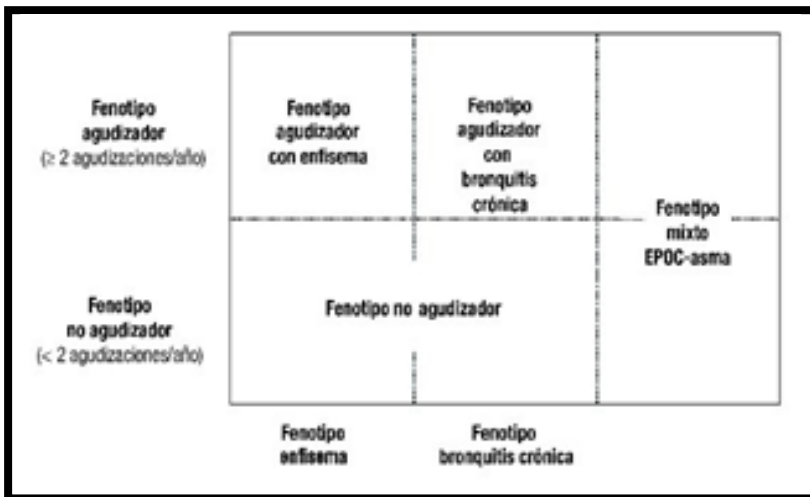 Fenotipo
agudizador
(≥ 2 agudizaciones/año)
Fenotipo
agudizador
con enfisema
Fenotipo
agudizador
con
bronquitis
crónica
Fenotipo
mixto
EPOC-asma
Fenotipo
no agudizador
(< 2 agudizaciones/año)
Fenotipo no agudizador
Fenotipo
enfisema
Fenotipo
bronquitis crónica